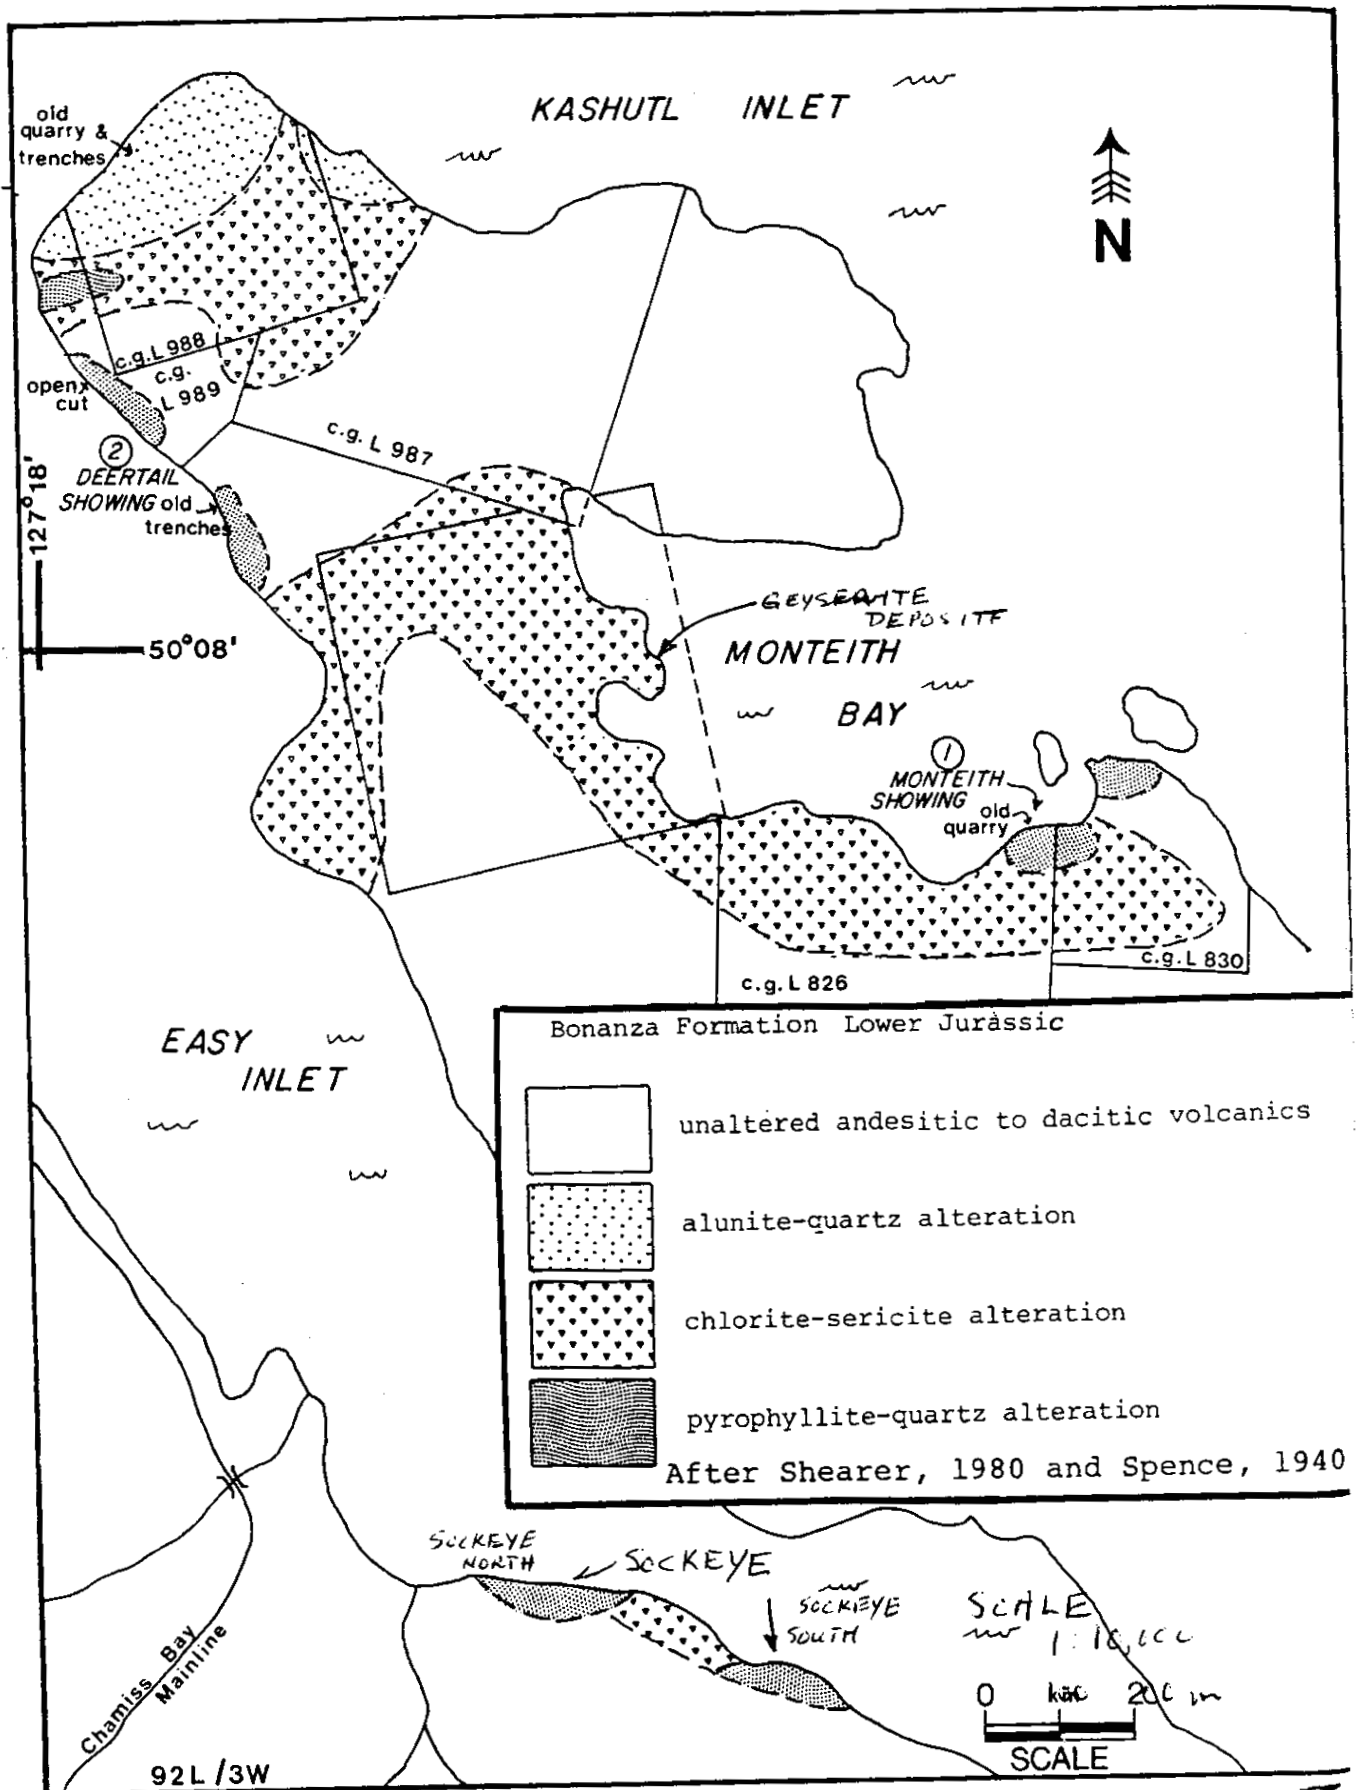 KASHUTL INLET
old
quarry &
trenches
N
c.g. L 988
c.g.
L 989
open x
cut
c.g. L 987
2
DEERTAIL
SHOWING old
trenches
127°18'
50°08'
GEYSERITE
DEPOSITE
MONTEITH
BAY
1
MONTEITH
SHOWING
old
quarry
c.g. L 830
c.g. L 826
EASY
INLET
Bonanza Formation Lower Jurassic
unaltered andesitic to dacitic volcanics
alunite-quartz alteration
chlorite-sericite alteration
pyrophyllite-quartz alteration
After Shearer, 1980 and Spence, 1940
SOCKEYE
NORTH
SOCKEYE
SOCKEYE
SOUTH
SCALE
0
SCALE
Chamiss Bay
Mainline
92L/3W